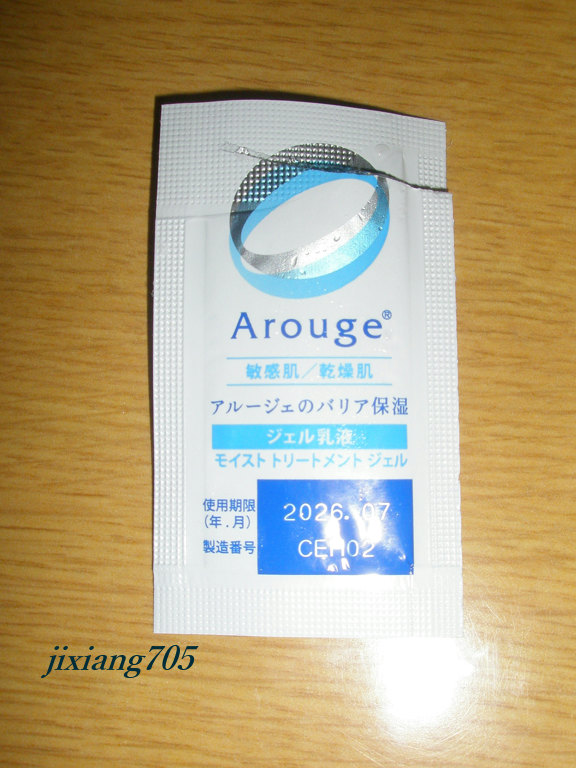 Arouge®
敏感肌／乾燥肌
アルージェのバリア保湿
ジェル乳液
モイスト トリートメント ジェル
使用期限
(年.月)
2026.07
製造番号
CEH02
jixiang705